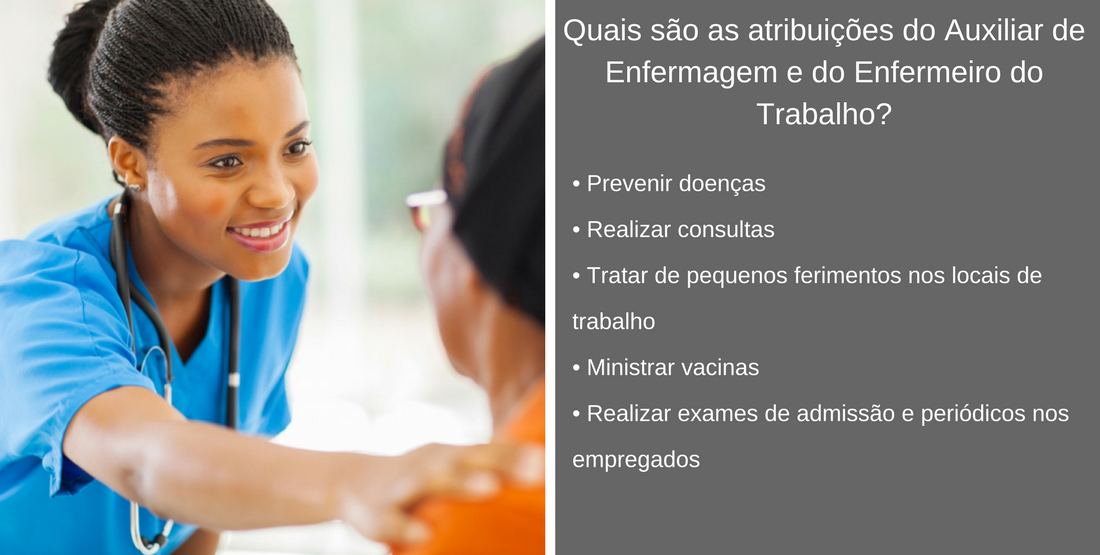 Quais são as atribuições do Auxiliar de
Enfermagem e do Enfermeiro do
Trabalho?
• Prevenir doenças
• Realizar consultas
• Tratar de pequenos ferimentos nos locais de
trabalho
• Ministrar vacinas
• Realizar exames de admissão e periódicos nos
empregados